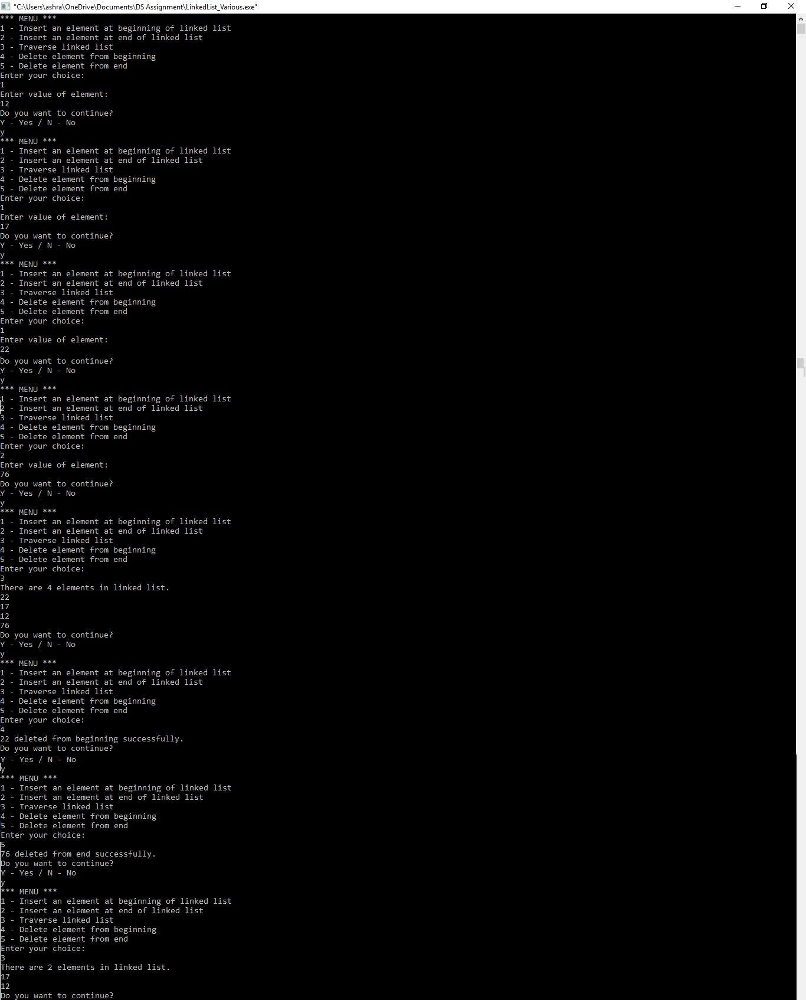 "C:\Users\ashra\OneDrive\Documents\DS Assignment\LinkedList_Various.exe"
*** MENU ***
1 - Insert an element at beginning of linked list
2 - Insert an element at end of linked list
3 - Traverse linked list
4 - Delete element from beginning
5 - Delete element from end
Enter your choice:
1
Enter value of element:
12
Do you want to continue?
Y - Yes / N - No
y
*** MENU ***
1 - Insert an element at beginning of linked list
2 - Insert an element at end of linked list
3 - Traverse linked list
4 - Delete element from beginning
5 - Delete element from end
Enter your choice:
1
Enter value of element:
17
Do you want to continue?
Y - Yes / N - No
y
*** MENU ***
1 - Insert an element at beginning of linked list
2 - Insert an element at end of linked list
3 - Traverse linked list
4 - Delete element from beginning
5 - Delete element from end
Enter your choice:
1
Enter value of element:
22
Do you want to continue?
Y - Yes / N - No
y
*** MENU ***
1 - Insert an element at beginning of linked list
2 - Insert an element at end of linked list
3 - Traverse linked list
4 - Delete element from beginning
5 - Delete element from end
Enter your choice:
2
Enter value of element:
76
Do you want to continue?
Y - Yes / N - No
y
*** MENU ***
1 - Insert an element at beginning of linked list
2 - Insert an element at end of linked list
3 - Traverse linked list
4 - Delete element from beginning
5 - Delete element from end
Enter your choice:
3
There are 4 elements in linked list.
22
17
12
76
Do you want to continue?
Y - Yes / N - No
y
*** MENU ***
1 - Insert an element at beginning of linked list
2 - Insert an element at end of linked list
3 - Traverse linked list
4 - Delete element from beginning
5 - Delete element from end
Enter your choice:
4
22 deleted from beginning successfully.
Do you want to continue?
Y - Yes / N - No
y
*** MENU ***
1 - Insert an element at beginning of linked list
2 - Insert an element at end of linked list
3 - Traverse linked list
4 - Delete element from beginning
5 - Delete element from end
Enter your choice:
5
76 deleted from end successfully.
Do you want to continue?
Y - Yes / N - No
y
*** MENU ***
1 - Insert an element at beginning of linked list
2 - Insert an element at end of linked list
3 - Traverse linked list
4 - Delete element from beginning
5 - Delete element from end
Enter your choice:
3
There are 2 elements in linked list.
17
12
Do you want to continue?